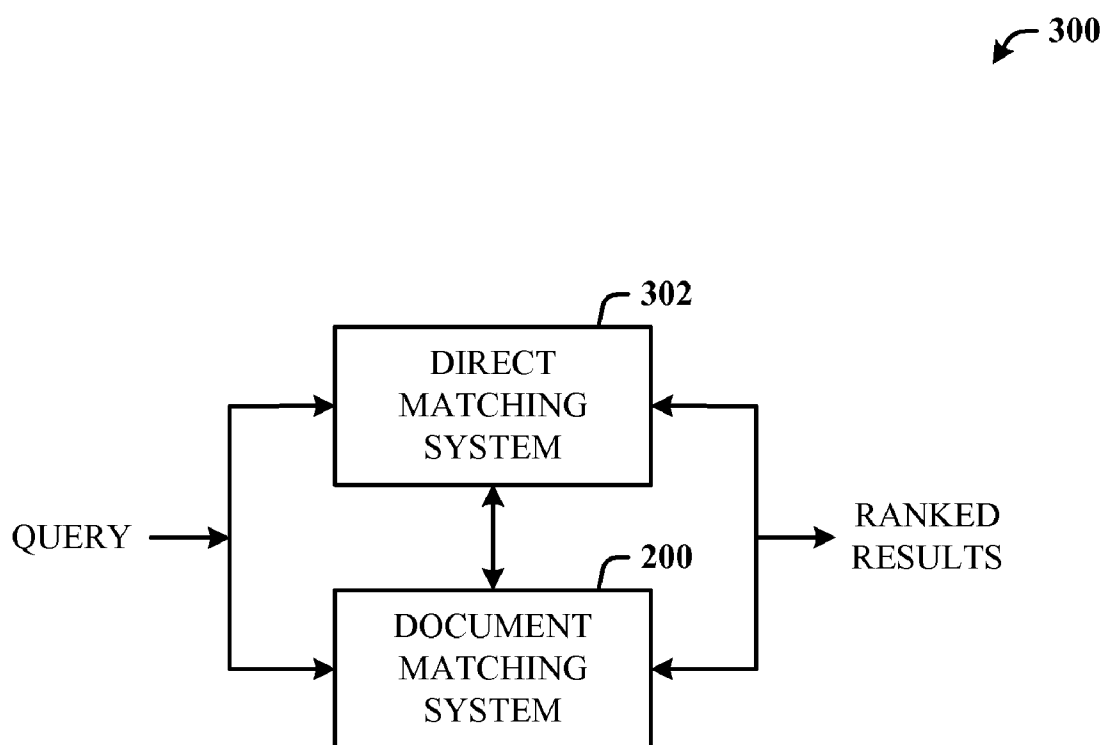 300
302
DIRECT
MATCHING
SYSTEM
QUERY
RANKED
RESULTS
200
DOCUMENT
MATCHING
SYSTEM